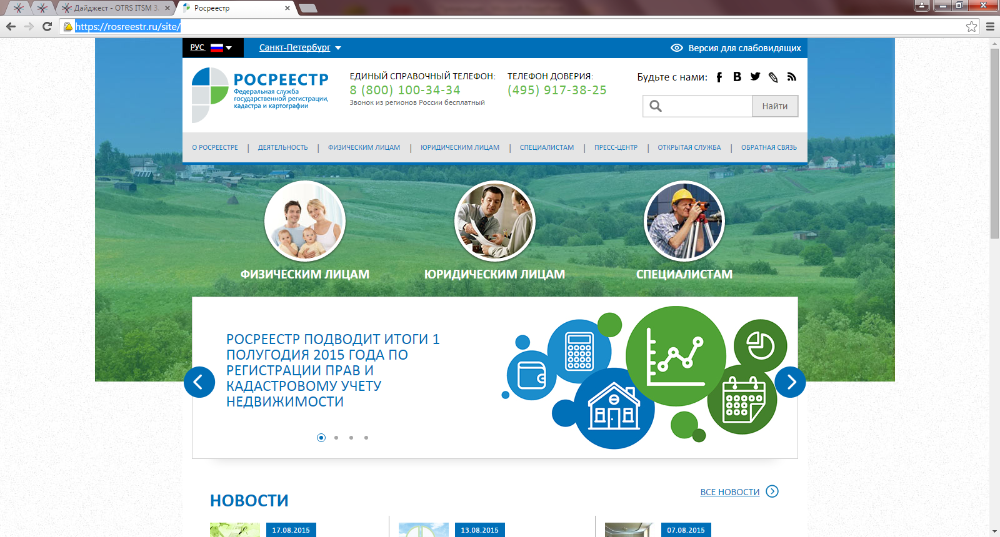 Дайджест - OTRS ITSM 3.
Росреестр
https://rosreestr.ru/site/
РУС
Санкт-Петербург
Версия для слабовидящих
РОСРЕЕСТР
Федеральная служба
государственной регистрации,
кадастра и картографии
ЕДИНЫЙ СПРАВОЧНЫЙ ТЕЛЕФОН:
8 (800) 100-34-34
Звонок из регионов России бесплатный
ТЕЛЕФОН ДОВЕРИЯ:
(495) 917-38-25
Будьте с нами:
Найти
О РОСРЕЕСТРЕ | ДЕЯТЕЛЬНОСТЬ | ФИЗИЧЕСКИМ ЛИЦАМ | ЮРИДИЧЕСКИМ ЛИЦАМ | СПЕЦИАЛИСТАМ | ПРЕСС-ЦЕНТР | ОТКРЫТАЯ СЛУЖБА | ОБРАТНАЯ СВЯЗЬ
ФИЗИЧЕСКИМ ЛИЦАМ
ЮРИДИЧЕСКИМ ЛИЦАМ
СПЕЦИАЛИСТАМ
РОСРЕЕСТР ПОДВОДИТ ИТОГИ 1
ПОЛУГОДИЯ 2015 ГОДА ПО
РЕГИСТРАЦИИ ПРАВ И
КАДАСТРОВОМУ УЧЕТУ
НЕДВИЖИМОСТИ
НОВОСТИ
ВСЕ НОВОСТИ
17.08.2015
13.08.2015
07.08.2015